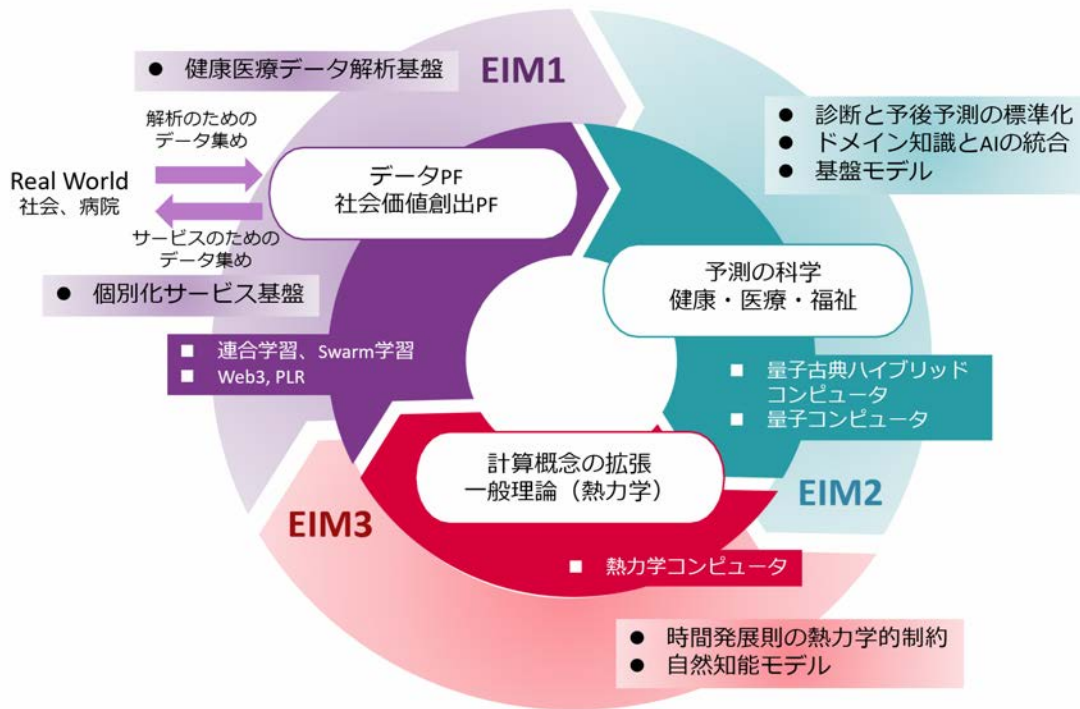 ● 健康医療データ解析基盤
EIM1
解析のための
データ集め
Real World
社会、病院
サービスのための
データ集め
データPF
社会価値創出PF
● 個別化サービス基盤
■ 連合学習、Swarm学習
■ Web3, PLR
● 診断と予後予測の標準化
● ドメイン知識とAIの統合
● 基盤モデル
予測の科学
健康・医療・福祉
■ 量子古典ハイブリッド
コンピュータ
■ 量子コンピュータ
EIM2
計算概念の拡張
一般理論（熱力学）
EIM3
■ 熱力学コンピュータ
● 時間発展則の熱力学的制約
● 自然知能モデル